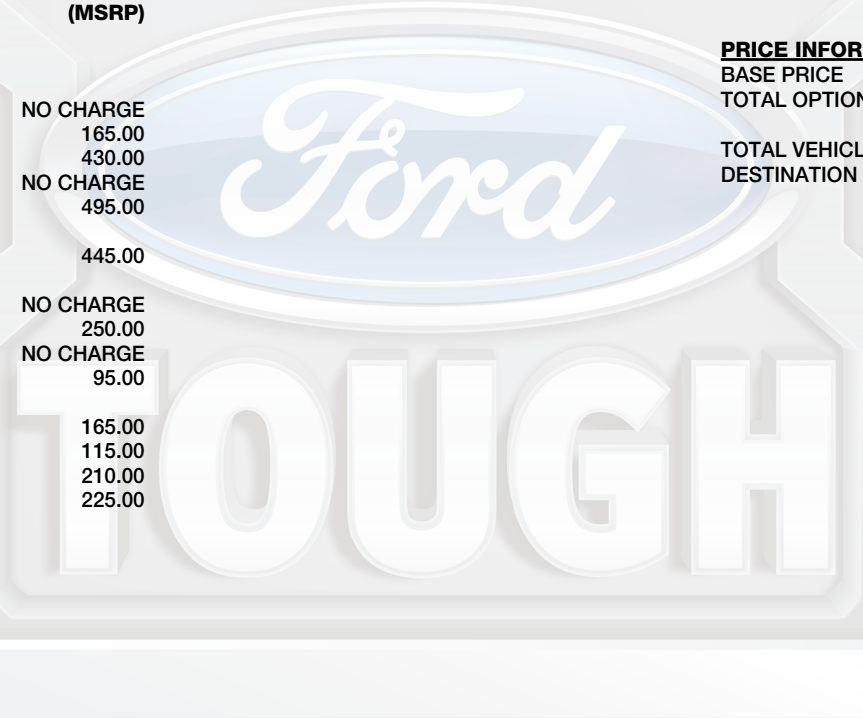 (MSRP)
NO CHARGE
165.00
430.00
NO CHARGE
495.00
445.00
NO CHARGE
250.00
NO CHARGE
95.00
165.00
115.00
210.00
225.00
PRICE INFOR
BASE PRICE
TOTAL OPTION
TOTAL VEHICL
DESTINATION
Ford
TOUGH